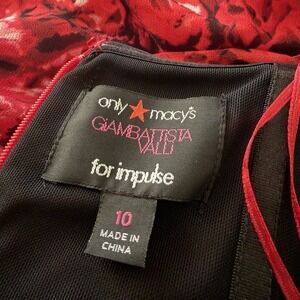 only ★ macy's
GiAMBATTISTA
VALLI
for impulse
10
MADE IN
CHINA